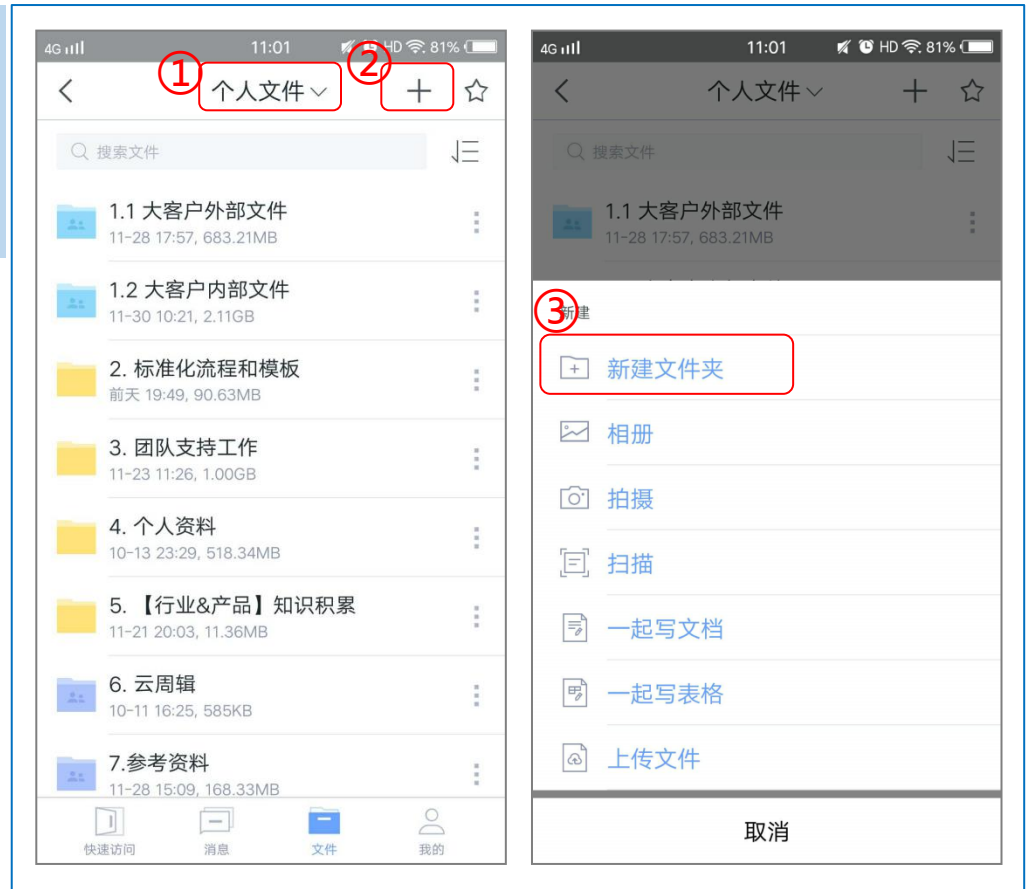 4G 11:01 HD 81%
① 个人文件 ②
搜索文件
1.1 大客户外部文件
11-28 17:57, 683.21MB
1.2 大客户内部文件
11-30 10:21, 2.11GB
2. 标准化流程和模板
前天 19:49, 90.63MB
3. 团队支持工作
11-23 11:26, 1.00GB
4. 个人资料
10-13 23:29, 518.34MB
5. 【行业&产品】知识积累
11-21 20:03, 11.36MB
6. 云周辑
10-11 16:25, 585KB
7.参考资料
11-28 15:09, 168.33MB
快速访问 消息 文件 我的
4G 11:01 HD 81%
个人文件
搜索文件
1.1 大客户外部文件
11-28 17:57, 683.21MB
③
新建
新建文件夹
相册
拍摄
扫描
一起写文档
一起写表格
上传文件
取消